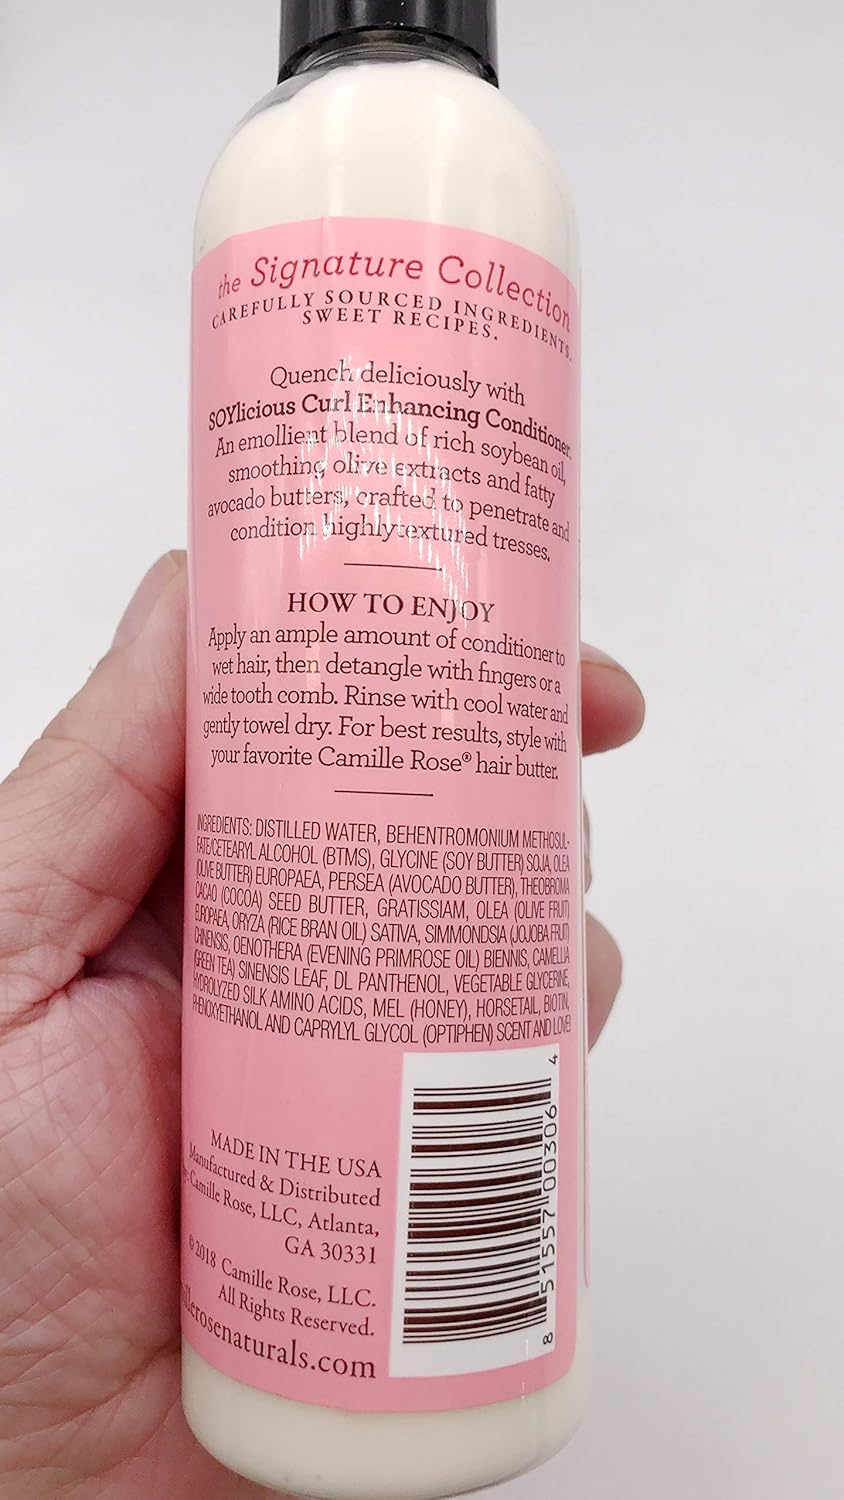 the Signature Collection
CAREFULLY SOURCED INGREDIENTS.
SWEET RECIPES.
Quench deliciously with
SOYlicious Curl Enhancing Conditioner.
An emollient blend of rich soybean oil,
smoothing olive extracts and fatty
avocado butters, crafted to penetrate and
condition highly textured tresses.
HOW TO ENJOY
Apply an ample amount of conditioner to
wet hair, then detangle with fingers or a
wide tooth comb. Rinse with cool water and
gently towel dry. For best results, style with
your favorite Camille Rose® hair butter.
INGREDIENTS: DISTILLED WATER, BEHENTROMONIUM METHOSUL-
FATE/CETEARYL ALCOHOL (BTMS), GLYCINE (SOY BUTTER) SOJA, OLEA
(OLIVE BUTTER) EUROPAEA, PERSEA (AVOCADO BUTTER), THEOBROMA
CACAO (COCOA) SEED BUTTER, GRATISSIAM, OLEA (OLIVE FRUIT)
EUROPAEA, ORYZA (RICE BRAN OIL) SATIVA, SIMMONDSIA (JOJOBA FRUIT)
CHINENSIS, OENOTHERA (EVENING PRIMROSE OIL) BIENNIS, CAMELLIA
(GREEN TEA) SINENSIS LEAF, DL PANTHENOL, VEGETABLE GLYCERINE,
HYDROLYZED SILK AMINO ACIDS, MEL (HONEY), HORSETAIL, BIOTIN,
PHENOXYETHANOL AND CAPRYLYL GLYCOL (OPTIPHEN) SCENT AND LOVE!
MADE IN THE USA
Manufactured & Distributed
by: Camille Rose, LLC, Atlanta,
GA 30331
©2018 Camille Rose, LLC.
All Rights Reserved.
illerosenaturals.com
8 51557 00306 4